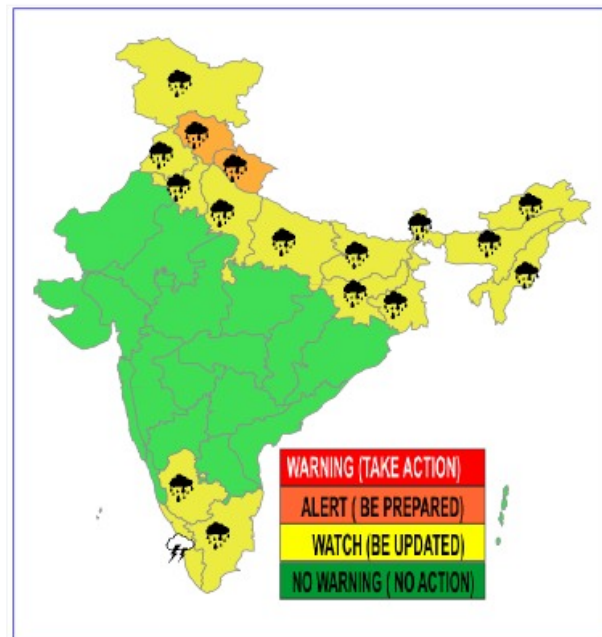 WARNING (TAKE ACTION)
ALERT ( BE PREPARED)
WATCH (BE UPDATED)
NO WARNING ( NO ACTION)